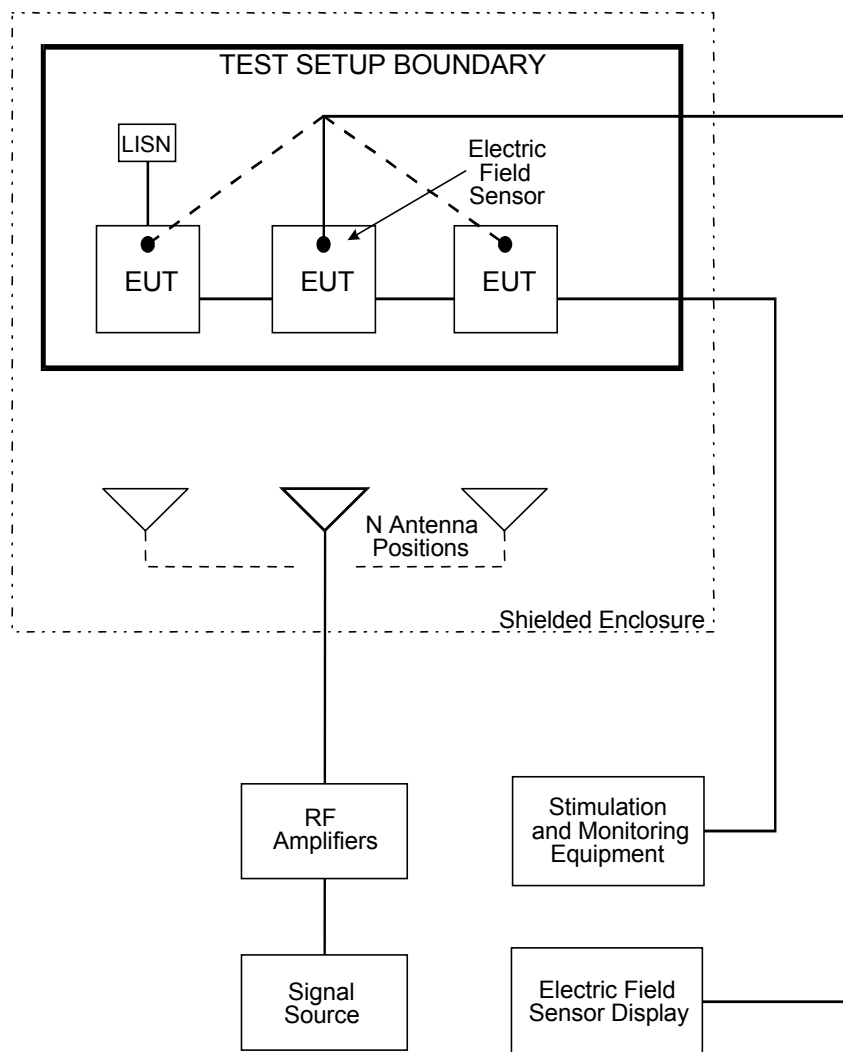 TEST SETUP BOUNDARY
LISN
Electric
Field
Sensor
EUT
EUT
EUT
N Antenna
Positions
Shielded Enclosure
RF
Amplifiers
Stimulation
and Monitoring
Equipment
Signal
Source
Electric Field
Sensor Display